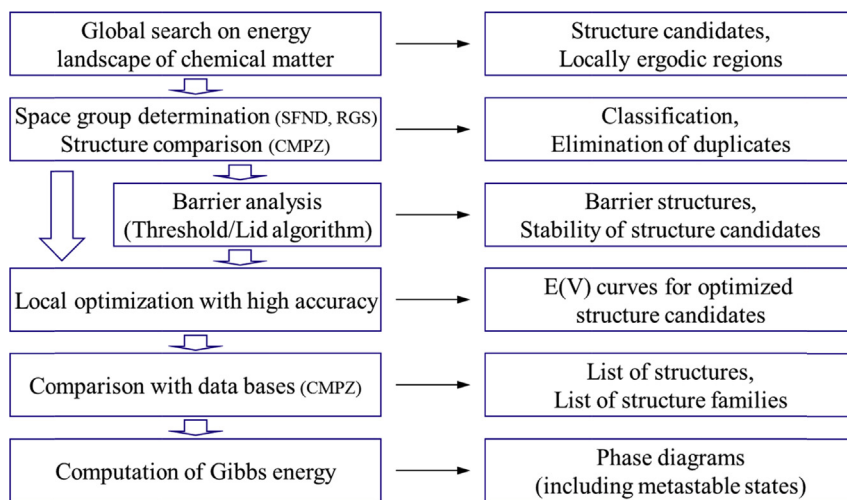 Global search on energy
landscape of chemical matter
Structure candidates,
Locally ergodic regions
Space group determination (SFND, RGS)
Structure comparison (CMPZ)
Classification,
Elimination of duplicates
Barrier analysis
(Threshold/Lid algorithm)
Barrier structures,
Stability of structure candidates
Local optimization with high accuracy
E(V) curves for optimized
structure candidates
Comparison with data bases (CMPZ)
List of structures,
List of structure families
Computation of Gibbs energy
Phase diagrams
(including metastable states)